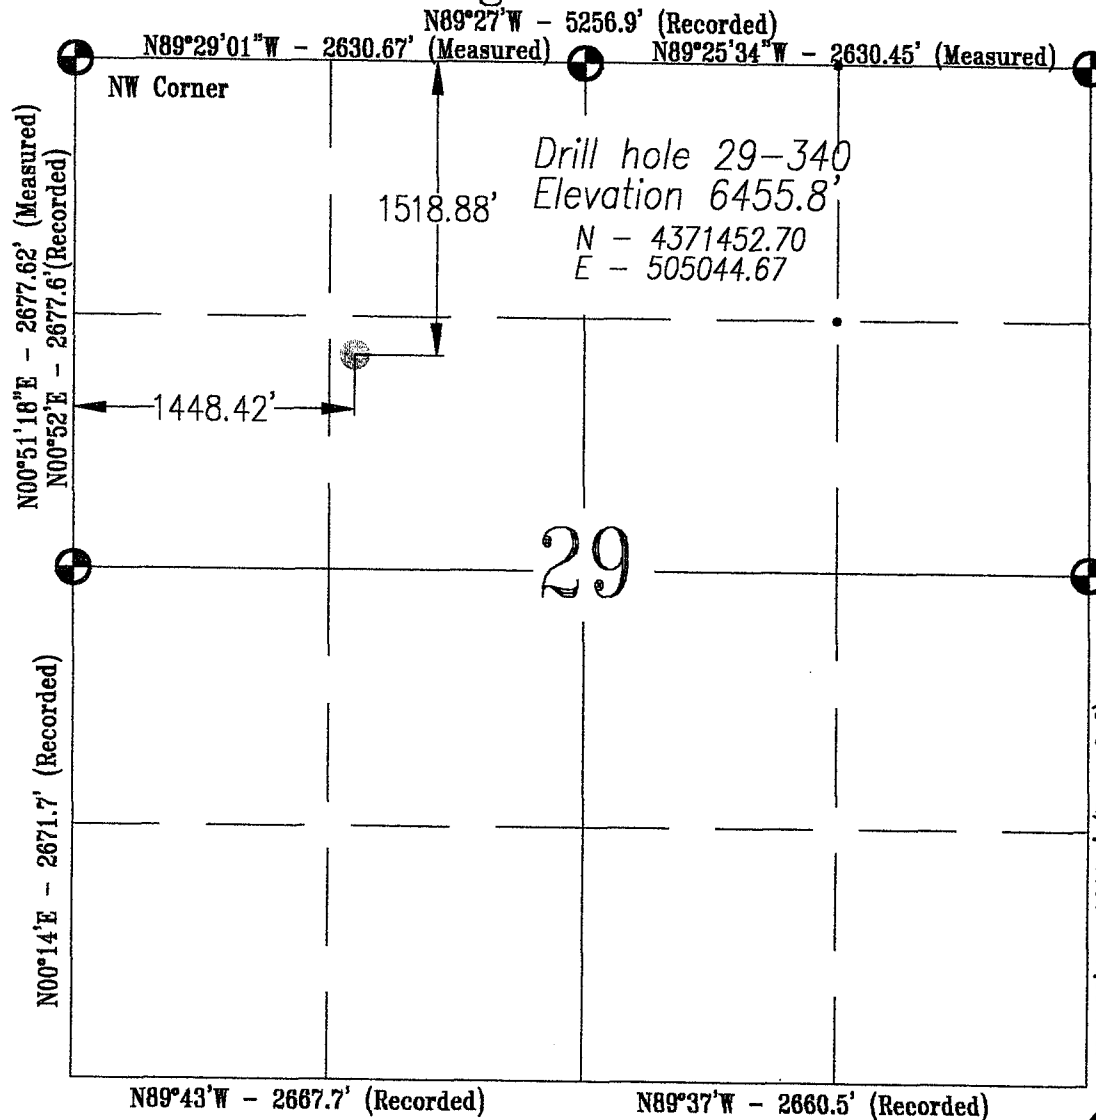 N89°27'W - 5256.9' (Recorded)
N89°29'01"W - 2630.67' (Measured)
N89°25'34"W - 2630.45' (Measured)
NW Corner
N00°51'18"E - 2677.62' (Measured)
N00°52'E - 2677.6'(Recorded)
Drill hole 29-340
Elevation 6455.8'
N - 4371452.70
E - 505044.67
1518.88'
1448.42'
29
N00°14'E - 2671.7' (Recorded)
N89°43'W - 2667.7' (Recorded)
N89°37'W - 2660.5' (Recorded)